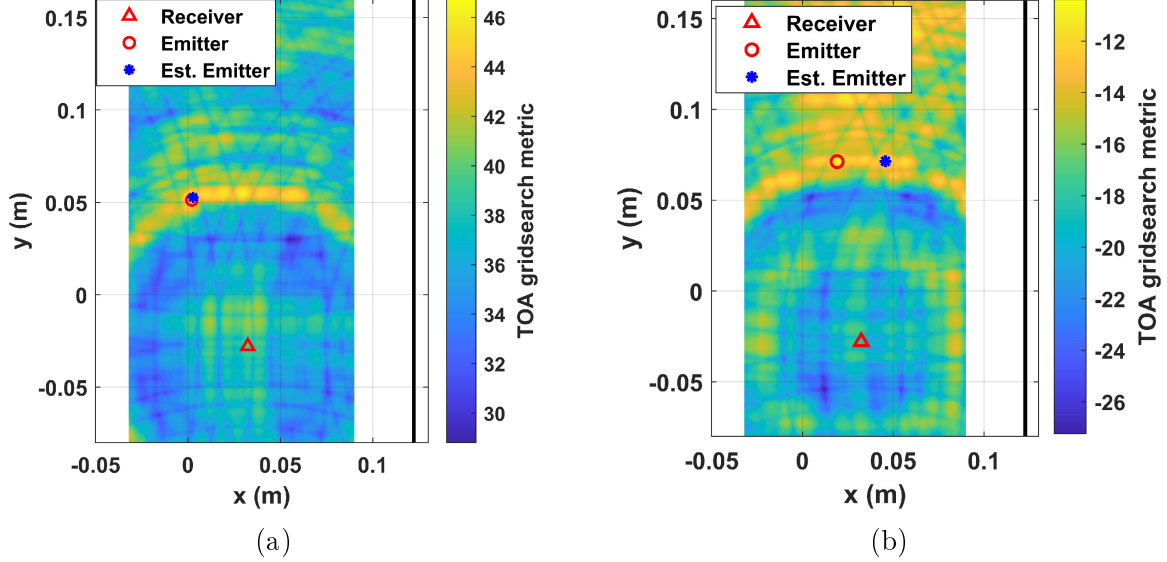 0.15
0.1
0.05
0
-0.05
y (m)
-0.05
0
0.05
0.1
x (m)
Receiver
Emitter
Est. Emitter
46
44
42
40
38
36
34
32
30
TOA gridsearch metric
(a)
0.15
0.1
0.05
0
-0.05
y (m)
-0.05
0
0.05
0.1
x (m)
Receiver
Emitter
Est. Emitter
-12
-14
-16
-18
-20
-22
-24
-26
TOA gridsearch metric
(b)